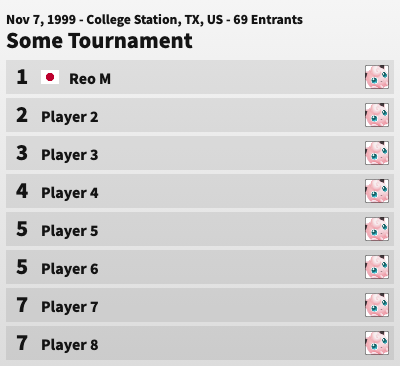 Nov 7, 1999 - College Station, TX, US - 69 Entrants
Some Tournament
1 Reo M
2 Player 2
3 Player 3
4 Player 4
5 Player 5
5 Player 6
7 Player 7
7 Player 8